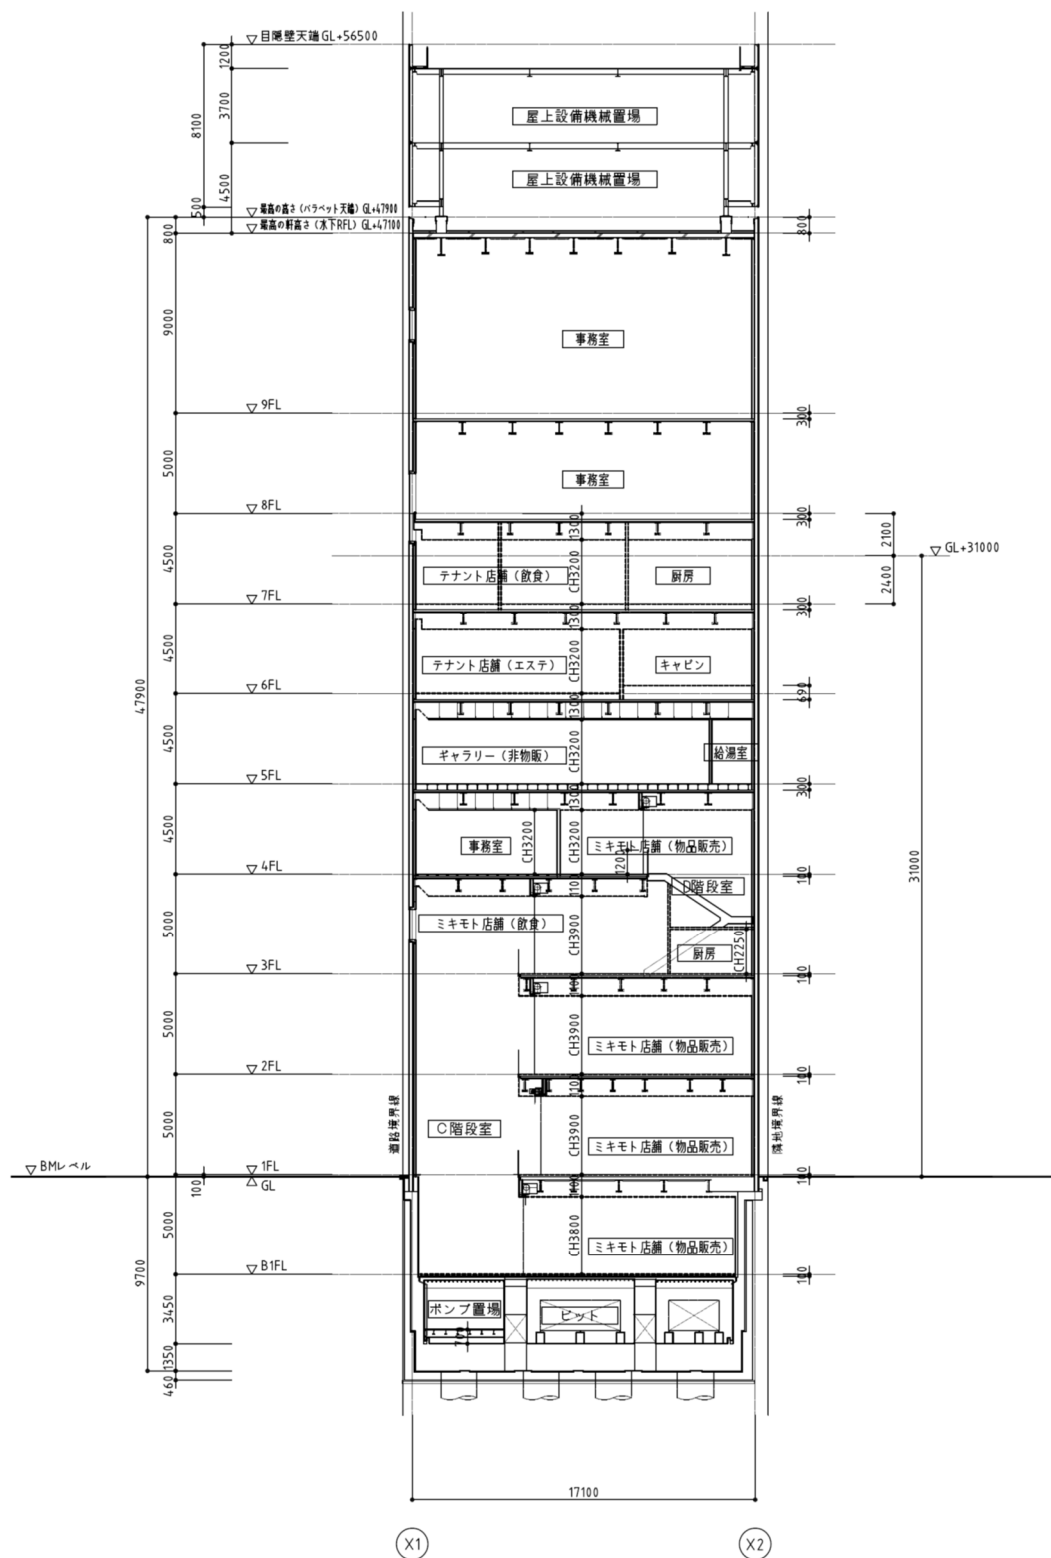 目隠壁天端GL+56500
1200
3700
8100
屋上設備機械置場
4500
屋上設備機械置場
500
最高の高さ(パラペット天端) GL+47900
800
最高の軒高さ(水下RFL) GL+47100
800
9000
事務室
9FL
300
5000
事務室
8FL
300
1300
2100
GL+31000
4500
テナント店舗(飲食)
CH3200
厨房
2400
7FL
300
1300
4500
テナント店舗(エステ)
CH3200
キャビン
47900
6FL
690
1300
4500
ギャラリー(非物販)
CH3200
給湯室
5FL
300
1300
4500
事務室
CH3200
CH3200
ミキモト店舗(物品販売)
1200
4FL
100
31000
D階段室
5000
ミキモト店舗(飲食)
CH3900
厨房
CH2250
3FL
100
5000
CH3900
ミキモト店舗(物品販売)
2FL
100
道路境界線
隣地境界線
5000
C階段室
CH3900
ミキモト店舗(物品販売)
BMレベル
1FL
100
GL
100
5000
CH3800
ミキモト店舗(物品販売)
B1FL
100
9700
3450
ポンプ置場
ピット
700
1350
460
17100
X1
X2